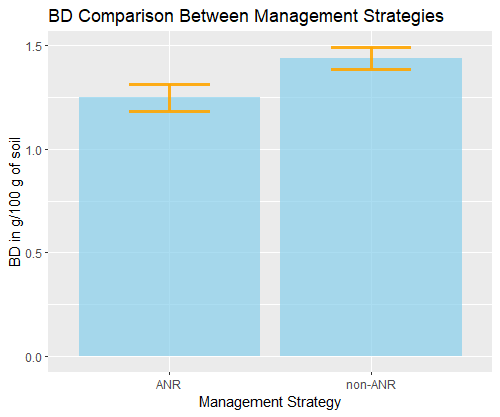 BD Comparison Between Management Strategies
BD in g/100 g of soil
1.5
1.0
0.5
0.0
ANR
non-ANR
Management Strategy